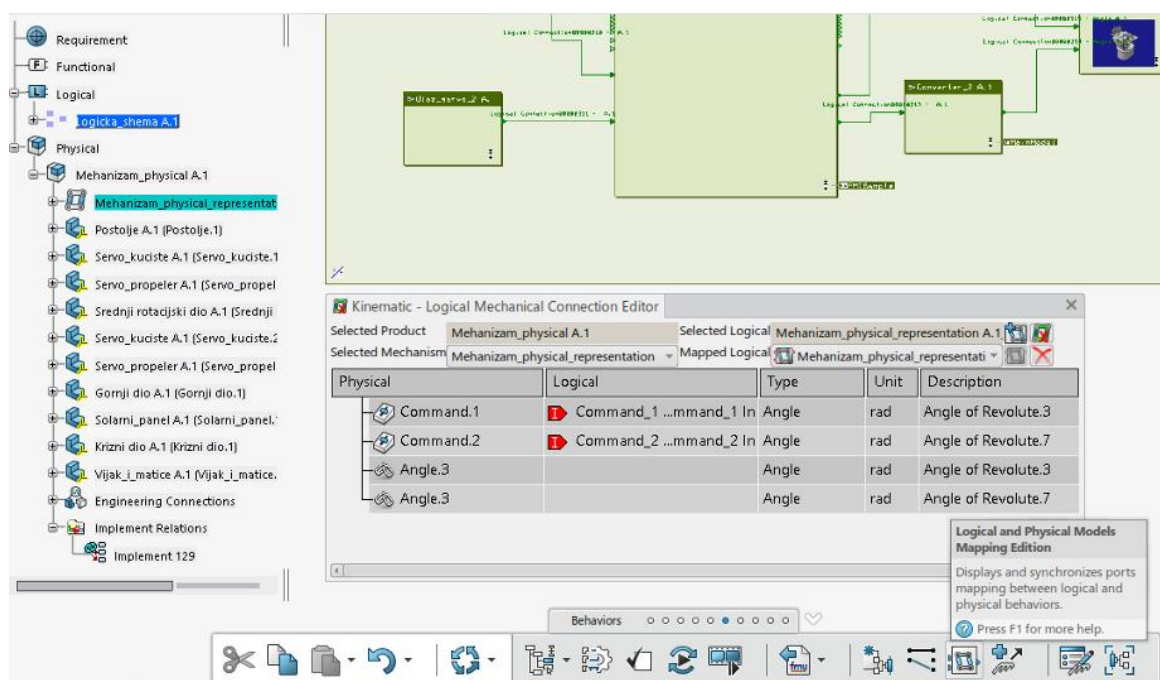 Requirement
Functional
Logical
Logicka_shema A.1
Physical
Mehanizam_physical A.1
Mehanizam_physical_representat
Postolje A.1 (Postolje.1)
Servo_kuciste A.1 (Servo_kuciste.1
Servo_propeler A.1 (Servo_propel
Srednji rotacijski dio A.1 (Srednji
Servo_kuciste A.1 (Servo_kuciste.2
Servo_propeler A.1 (Servo_propel
Gornji dio A.1 (Gornji dio.1)
Solarni_panel A.1 (Solarni_panel.
Krizni dio A.1 (Krizni dio.1)
Vijak_i_matice A.1 (Vijak_i_matice.
Engineering Connections
Implement Relations
Implement 129
Converter_3 A.1
Kinematic - Logical Mechanical Connection Editor
Selected Product Mehanizam_physical A.1 Selected Logical Mehanizam_physical_representation A.1
Selected Mechanism Mehanizam_physical_representation Mapped Logical Mehanizam_physical_representati
Physical Logical Type Unit Description
Command.1 I Command_1 ...mmand_1 In Angle rad Angle of Revolute.3
Command.2 I Command_2 ...mmand_2 In Angle rad Angle of Revolute.7
Angle.3 Angle rad Angle of Revolute.3
Angle.3 Angle rad Angle of Revolute.7
Logical and Physical Models
Mapping Edition
Displays and synchronizes ports
mapping between logical and
physical behaviors.
Press F1 for more help.
Behaviors
fmu